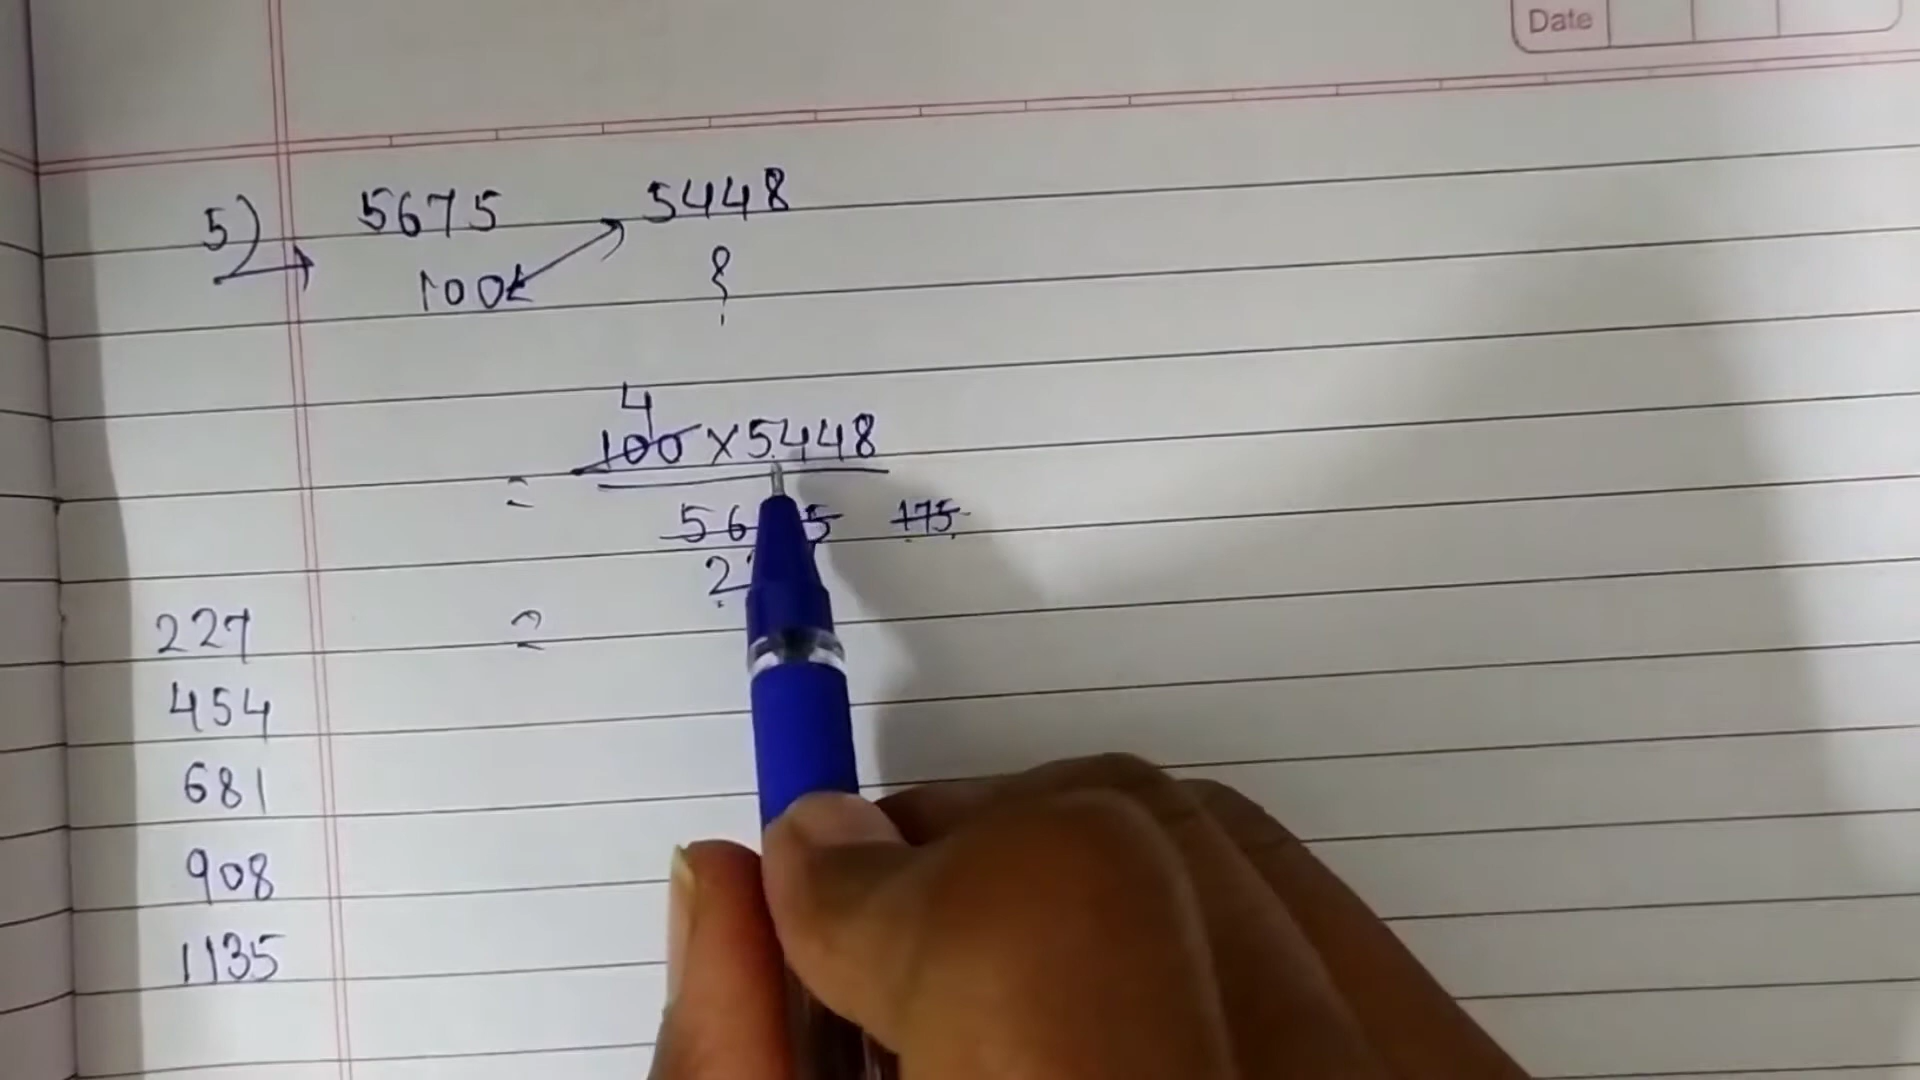 Date
5) 5675 5448
100% ?
4
= 100 × 5448
56 5 175
2
227 =
454
681
908
1135